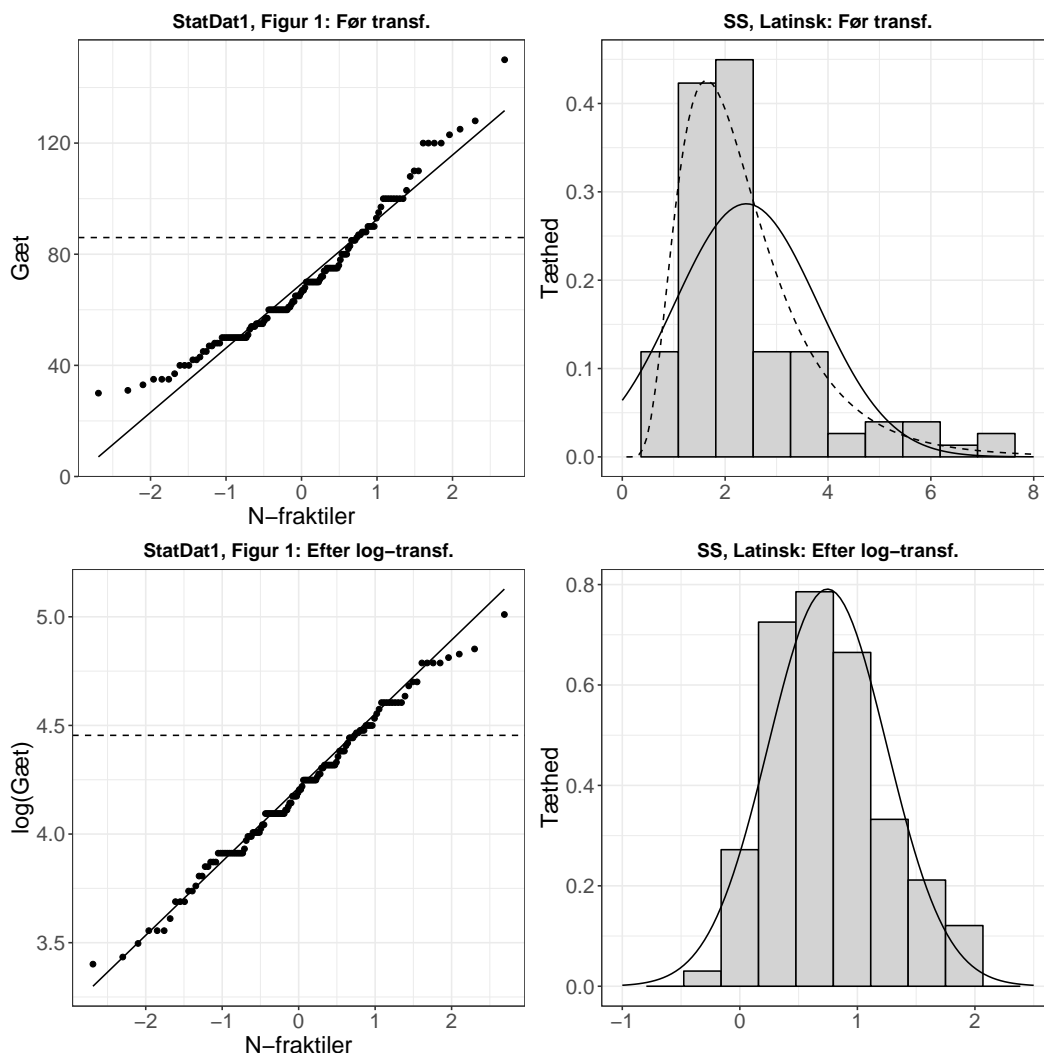 StatDat1, Figur 1: Før transf.
Gæt
120
80
40
0
−2 −1 0 1 2
N−fraktiler
SS, Latinsk: Før transf.
Tæthed
0.4
0.3
0.2
0.1
0.0
0 2 4 6 8
StatDat1, Figur 1: Efter log−transf.
log(Gæt)
5.0
4.5
4.0
3.5
−2 −1 0 1 2
N−fraktiler
SS, Latinsk: Efter log−transf.
Tæthed
0.8
0.6
0.4
0.2
0.0
−1 0 1 2